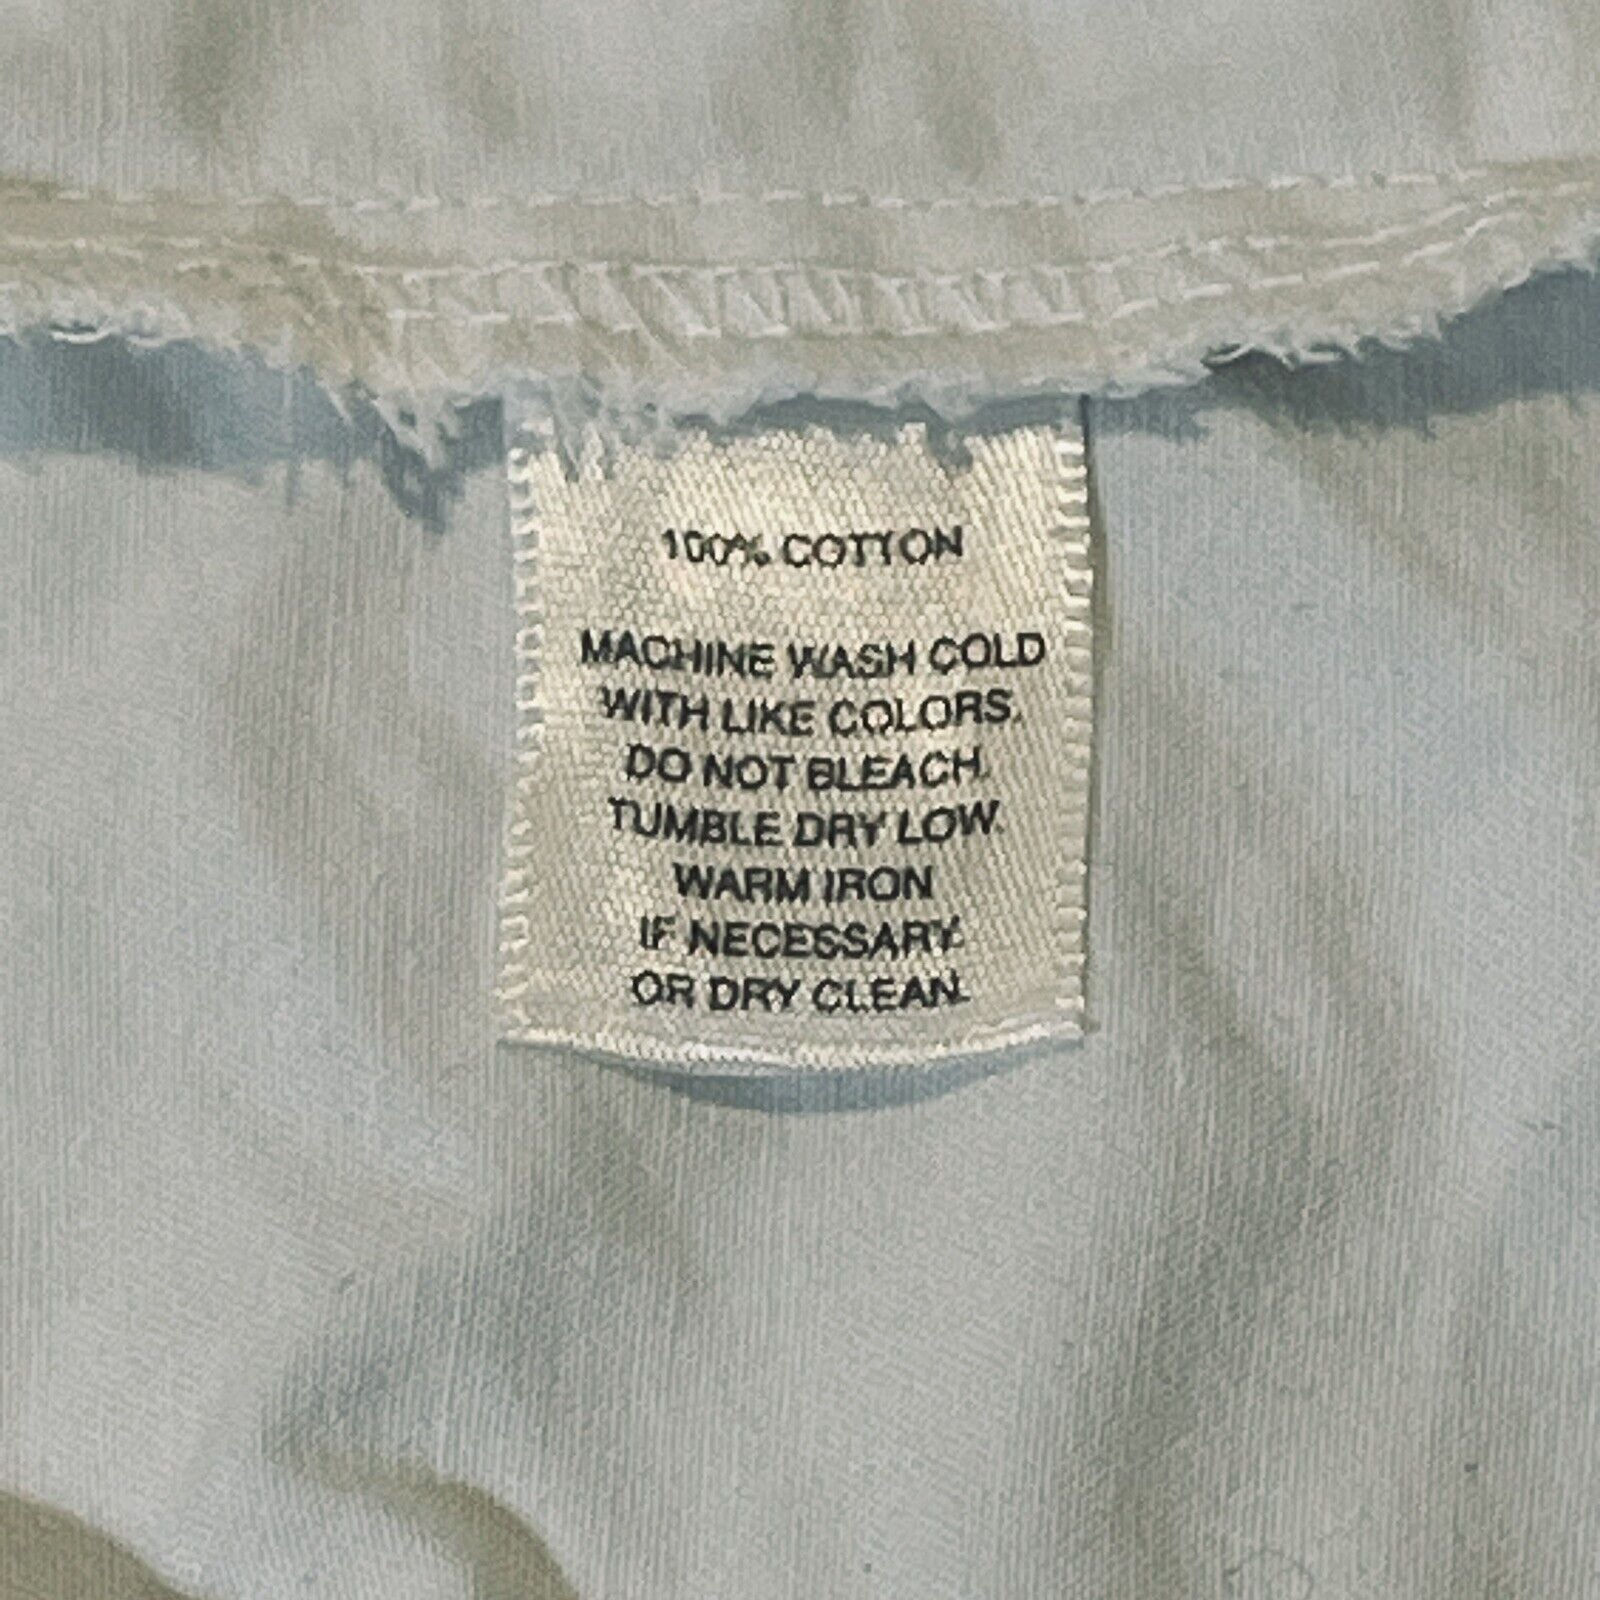 100% COTTON
MACHINE WASH COLD
WITH LIKE COLORS.
DO NOT BLEACH.
TUMBLE DRY LOW.
WARM IRON
IF NECESSARY.
OR DRY CLEAN.